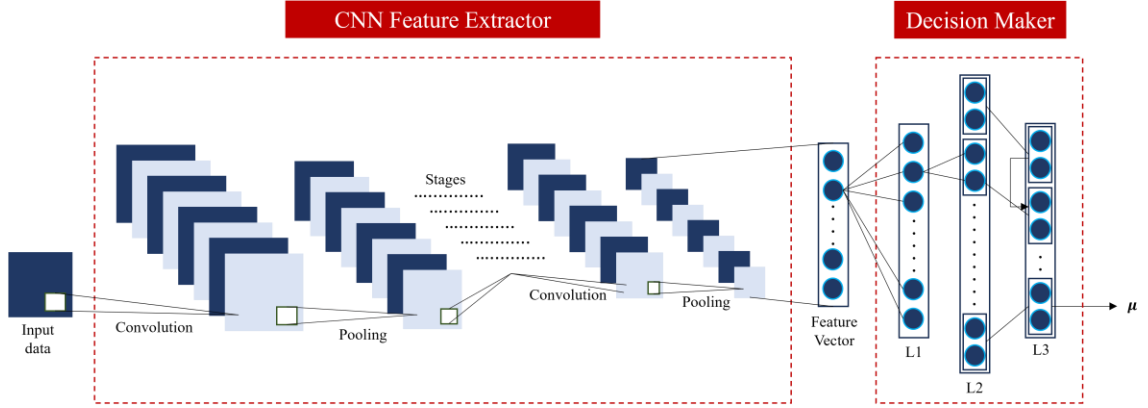 CNN Feature Extractor
Decision Maker
Stages
Input
data
Convolution
Pooling
Convolution
Pooling
Feature
Vector
L1
L2
L3
μ